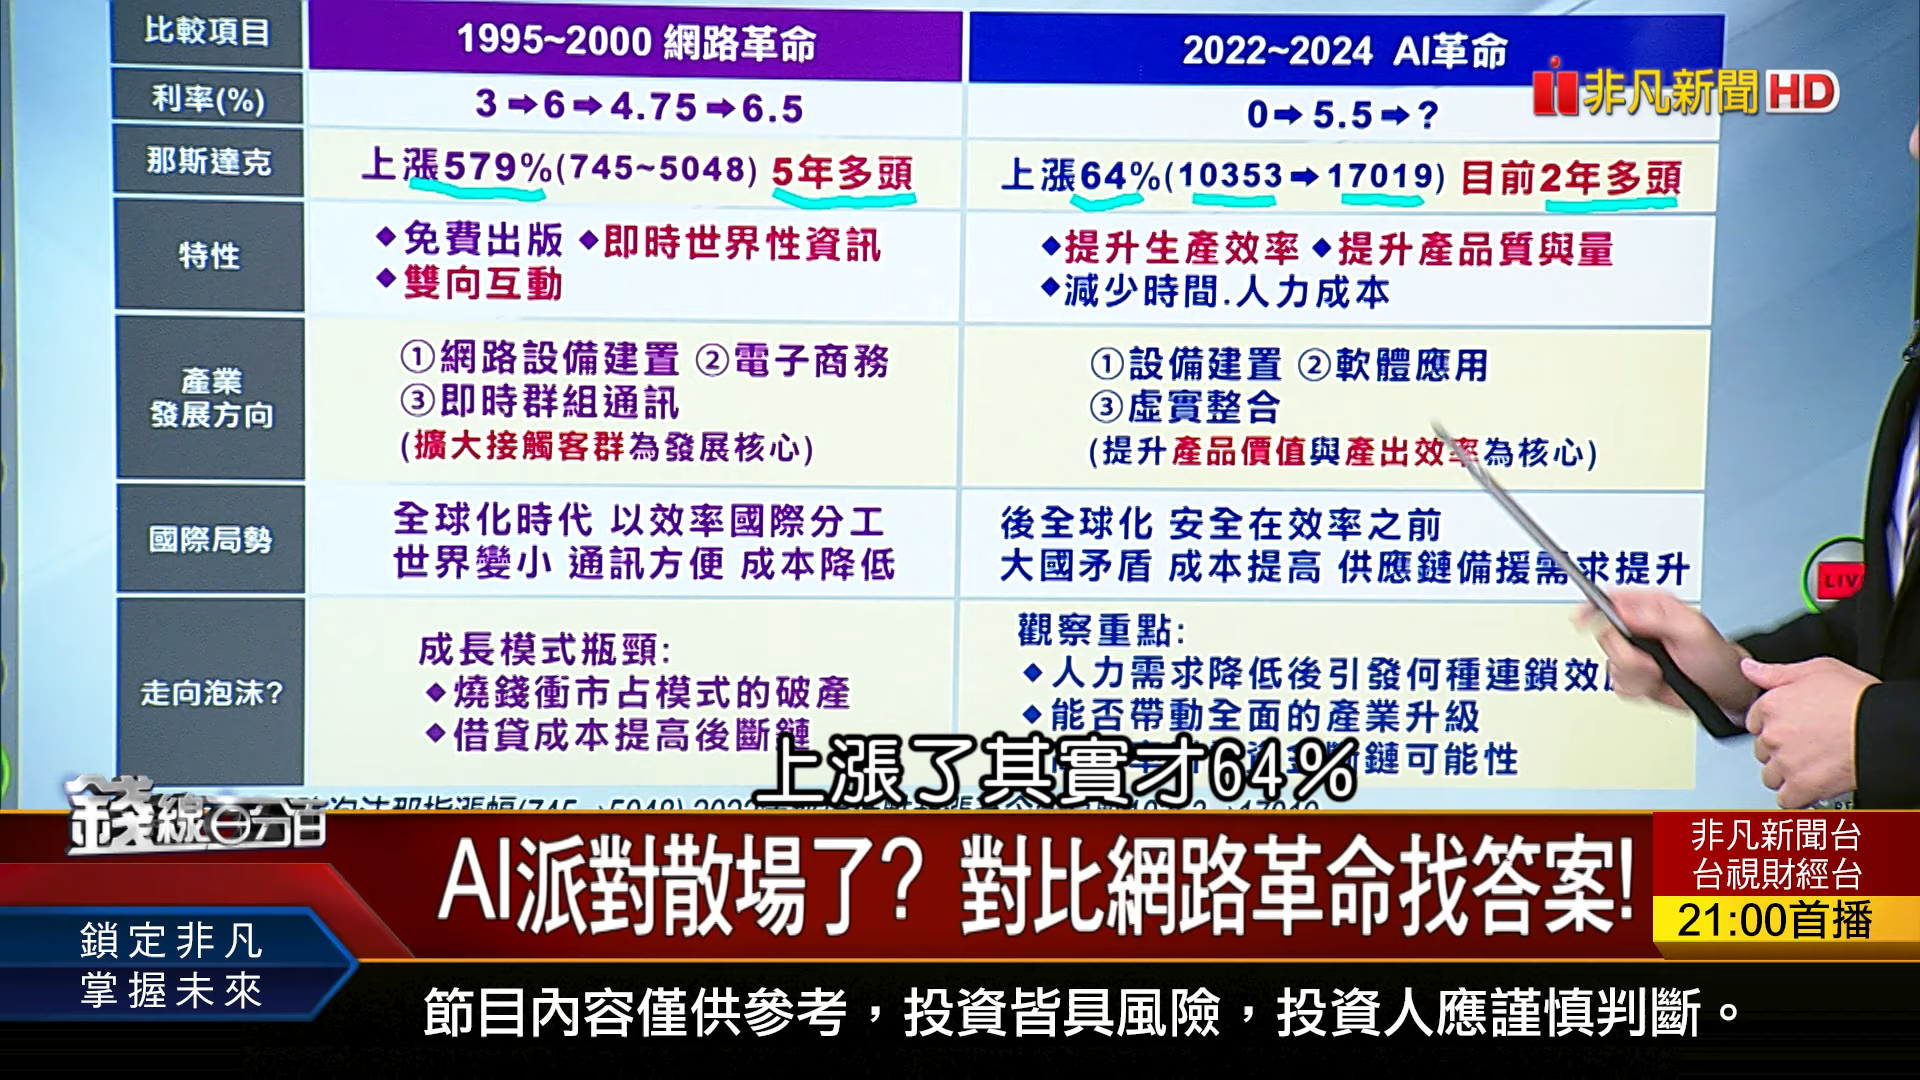 比較項目
1995~2000 網路革命
2022~2024 AI革命
非凡新聞HD
利率(%)
3➡6➡4.75➡6.5
0➡5.5➡?
那斯達克
上漲579%(745~5048) 5年多頭
上漲64%(10353➡17019) 目前2年多頭
特性
◆免費出版 ◆即時世界性資訊
◆雙向互動
◆提升生產效率 ◆提升產品質與量
◆減少時間.人力成本
產業
發展方向
①網路設備建置 ②電子商務
③即時群組通訊
(擴大接觸客群為發展核心)
①設備建置 ②軟體應用
③虛實整合
(提升產品價值與產出效率為核心)
國際局勢
全球化時代 以效率國際分工
世界變小 通訊方便 成本降低
後全球化 安全在效率之前
大國矛盾 成本提高 供應鏈備援需求提升
走向泡沫?
成長模式瓶頸:
◆燒錢衝市占模式的破產
◆借貸成本提高後斷鏈
觀察重點:
◆人力需求降低後引發何種連鎖效
◆能否帶動全面的產業升級
鏈可能性
LIV
上漲了其實才64%
錢線百分百
AI派對散場了? 對比網路革命找答案!
非凡新聞台
台視財經台
21:00首播
鎖定非凡
掌握未來
節目內容僅供參考，投資皆具風險，投資人應謹慎判斷。